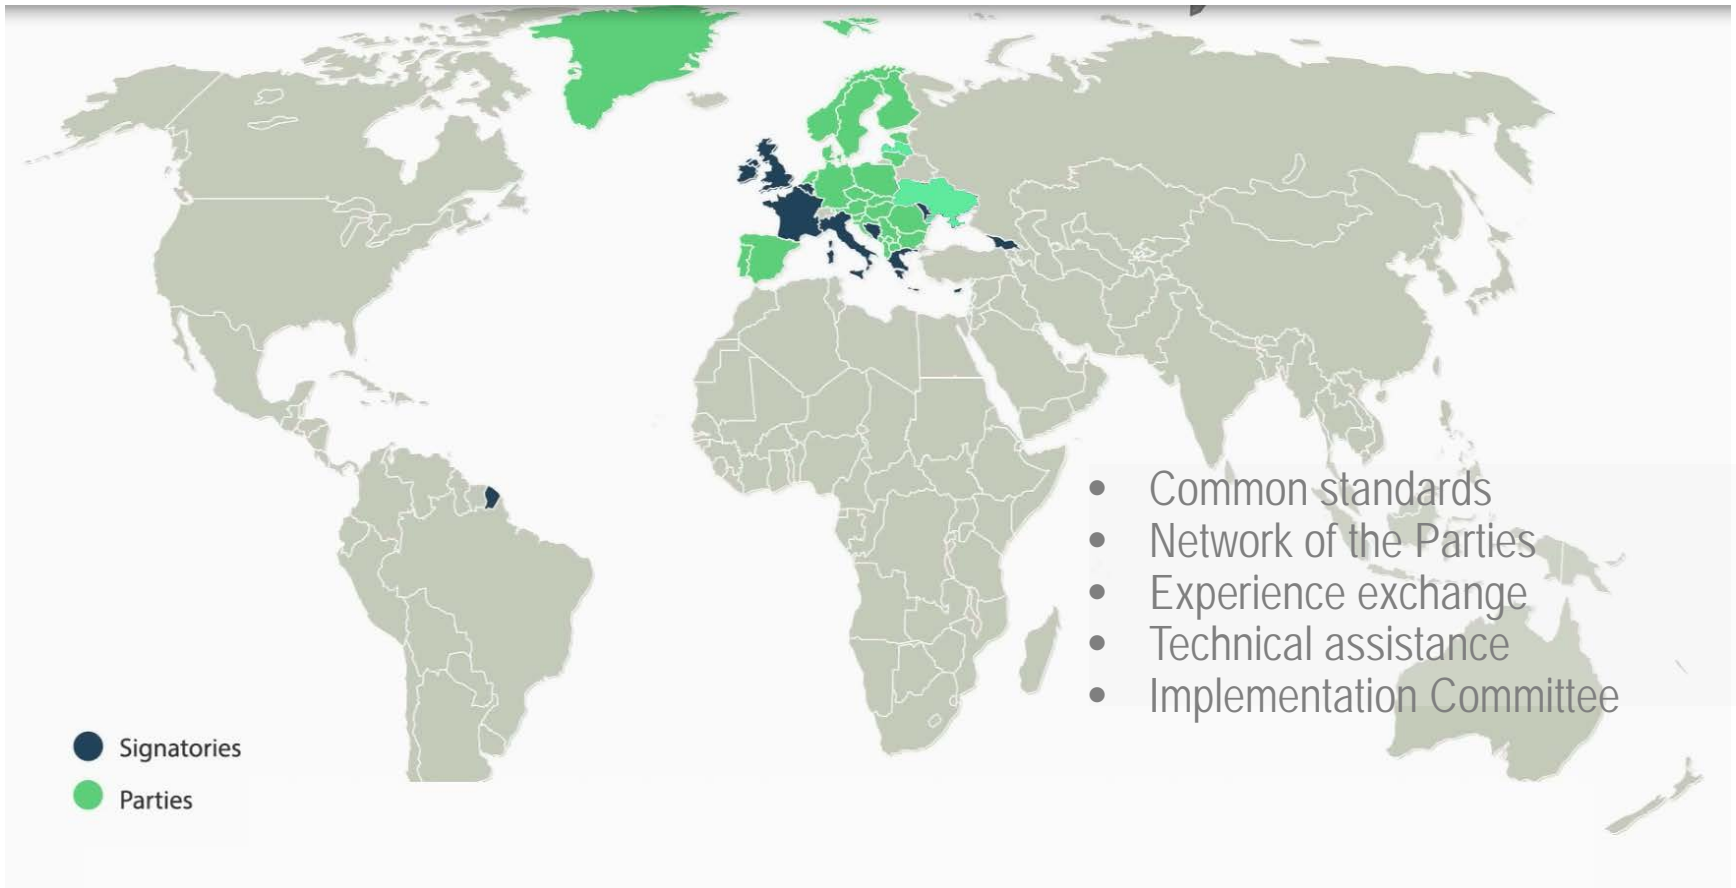 • Common standards
• Network of the Parties
• Experience exchange
• Technical assistance
• Implementation Committee
Signatories
Parties